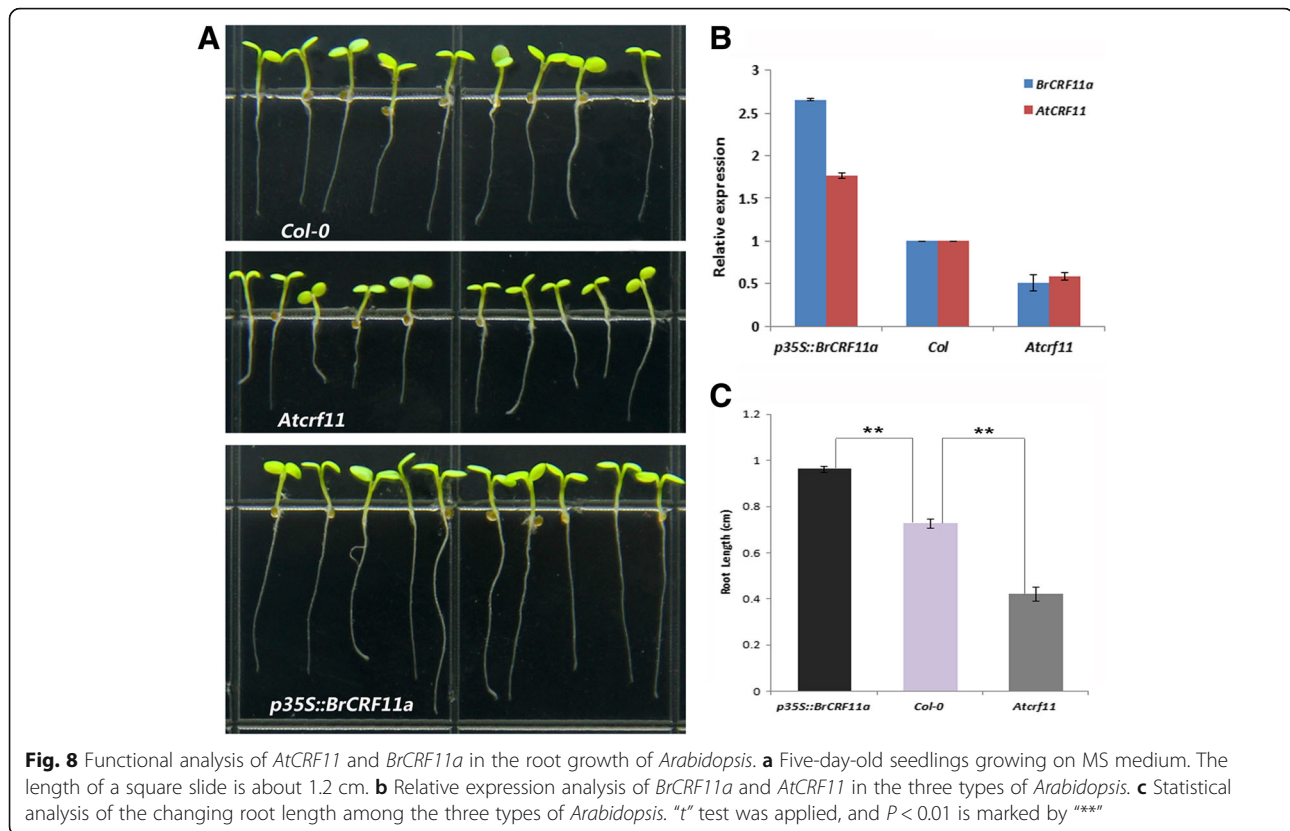 A
Col-0
Atcrf11
p35S::BrCRF11a
B
3
2.5
2
1.5
1
0.5
0
Relative expression
BrCRF11a
AtCRF11
p35S::BrCRF11a Col Atcrf11
C
1.2
1
0.8
0.6
0.4
0.2
0
Root Length (cm)
** **
p35S::BrCRF11a Col-0 Atcrf11
Fig. 8 Functional analysis of AtCRF11 and BrCRF11a in the root growth of Arabidopsis. a Five-day-old seedlings growing on MS medium. The
length of a square slide is about 1.2 cm. b Relative expression analysis of BrCRF11a and AtCRF11 in the three types of Arabidopsis. c Statistical
analysis of the changing root length among the three types of Arabidopsis. “t” test was applied, and P < 0.01 is marked by “**”